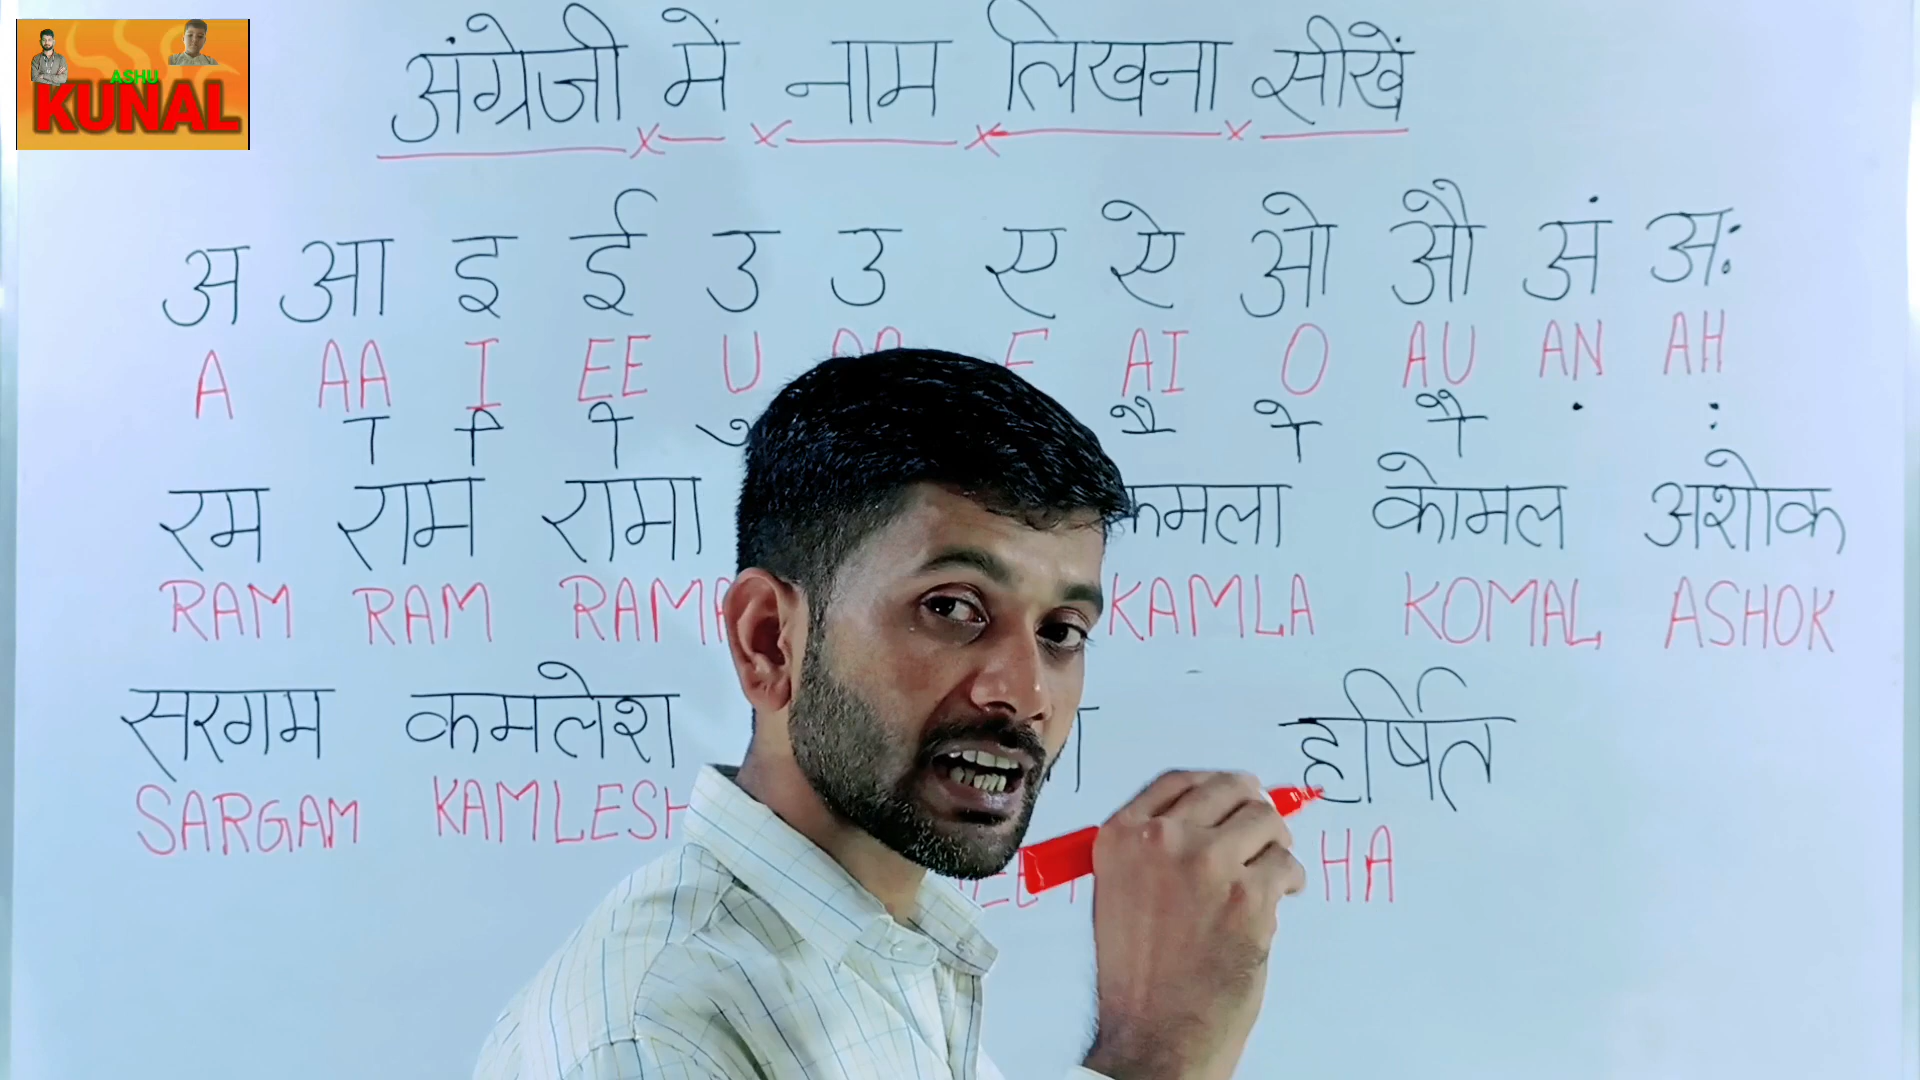 ASHU
KUNAL
अंग्रेजी में नाम लिखना सीखें
अ आ इ ई उ उ ए ऐ ओ औ अं अः
A AA I EE U AI O AU AN AH
रम राम रामा कमला कोमल अशोक
RAM RAM RAMA KAMLA KOMAL ASHOK
सरगम कमलेश हर्षित
SARGAM KAMLESH HA